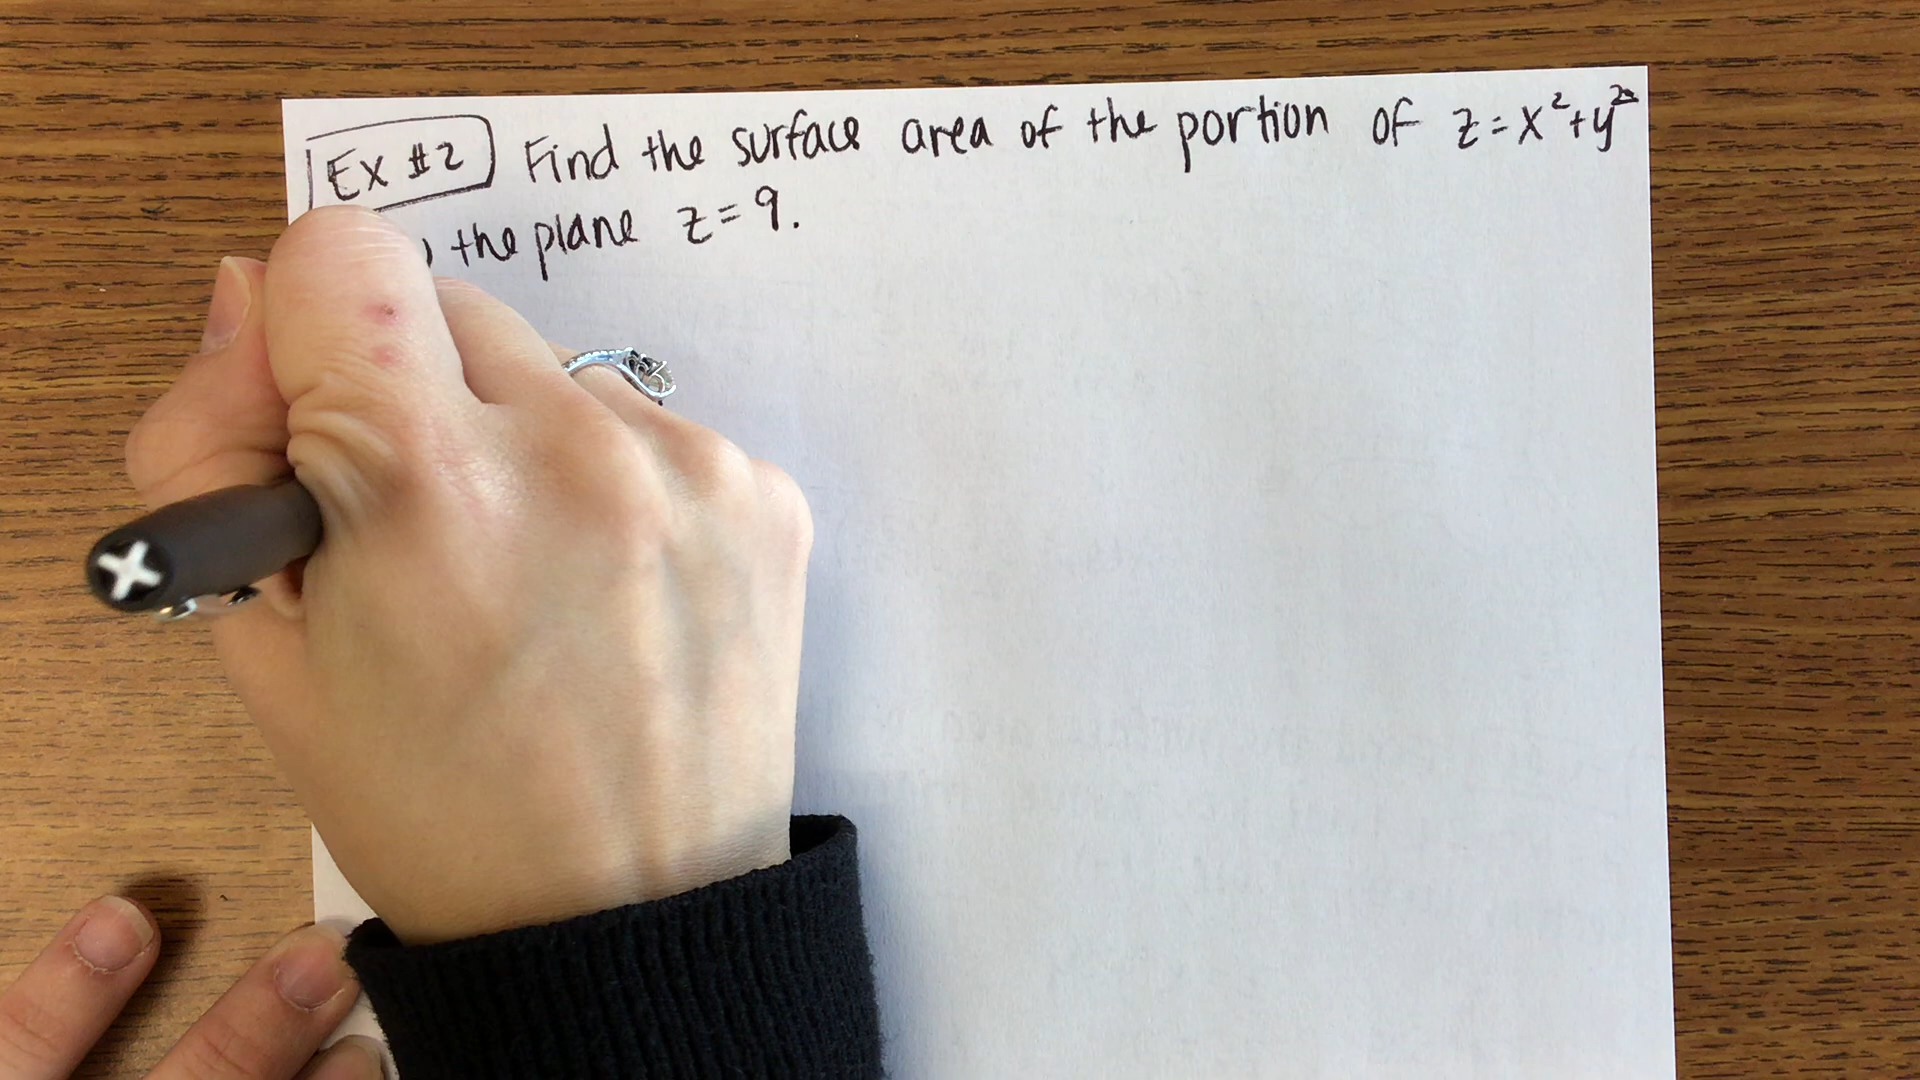 Ex #2 Find the surface area of the portion of z=x²+y²
the plane z=9.